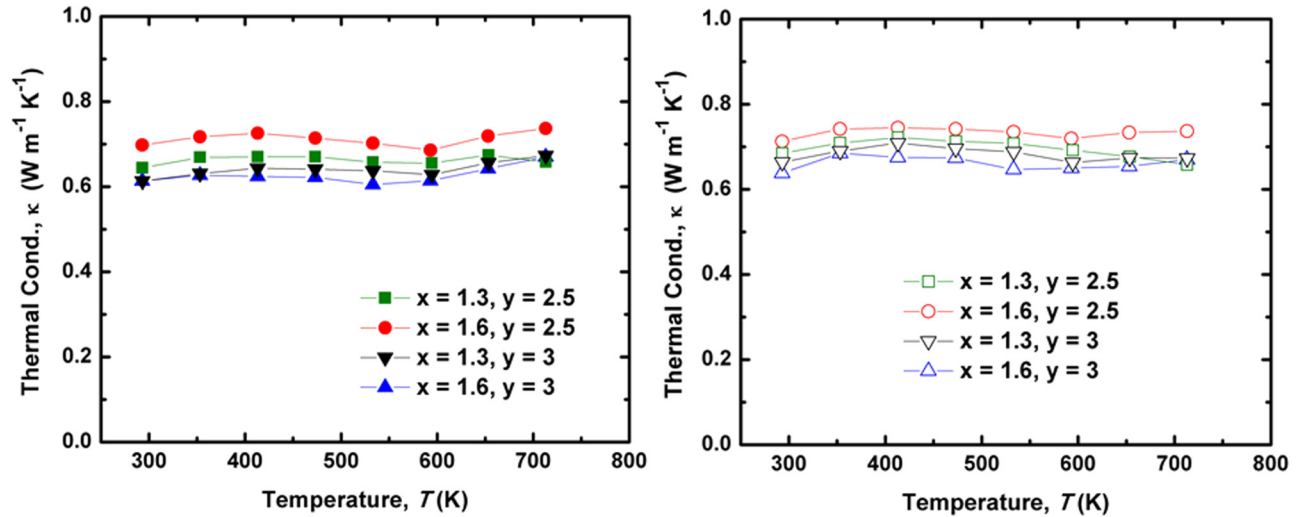 1.0
0.8
0.6
0.4
0.2
0.0
Thermal Cond., κ (W m⁻¹ K⁻¹)
x = 1.3, y = 2.5
x = 1.6, y = 2.5
x = 1.3, y = 3
x = 1.6, y = 3
300 400 500 600 700 800
Temperature, T (K)
1.0
0.8
0.6
0.4
0.2
0.0
Thermal Cond., κ (W m⁻¹ K⁻¹)
x = 1.3, y = 2.5
x = 1.6, y = 2.5
x = 1.3, y = 3
x = 1.6, y = 3
300 400 500 600 700 800
Temperature, T (K)